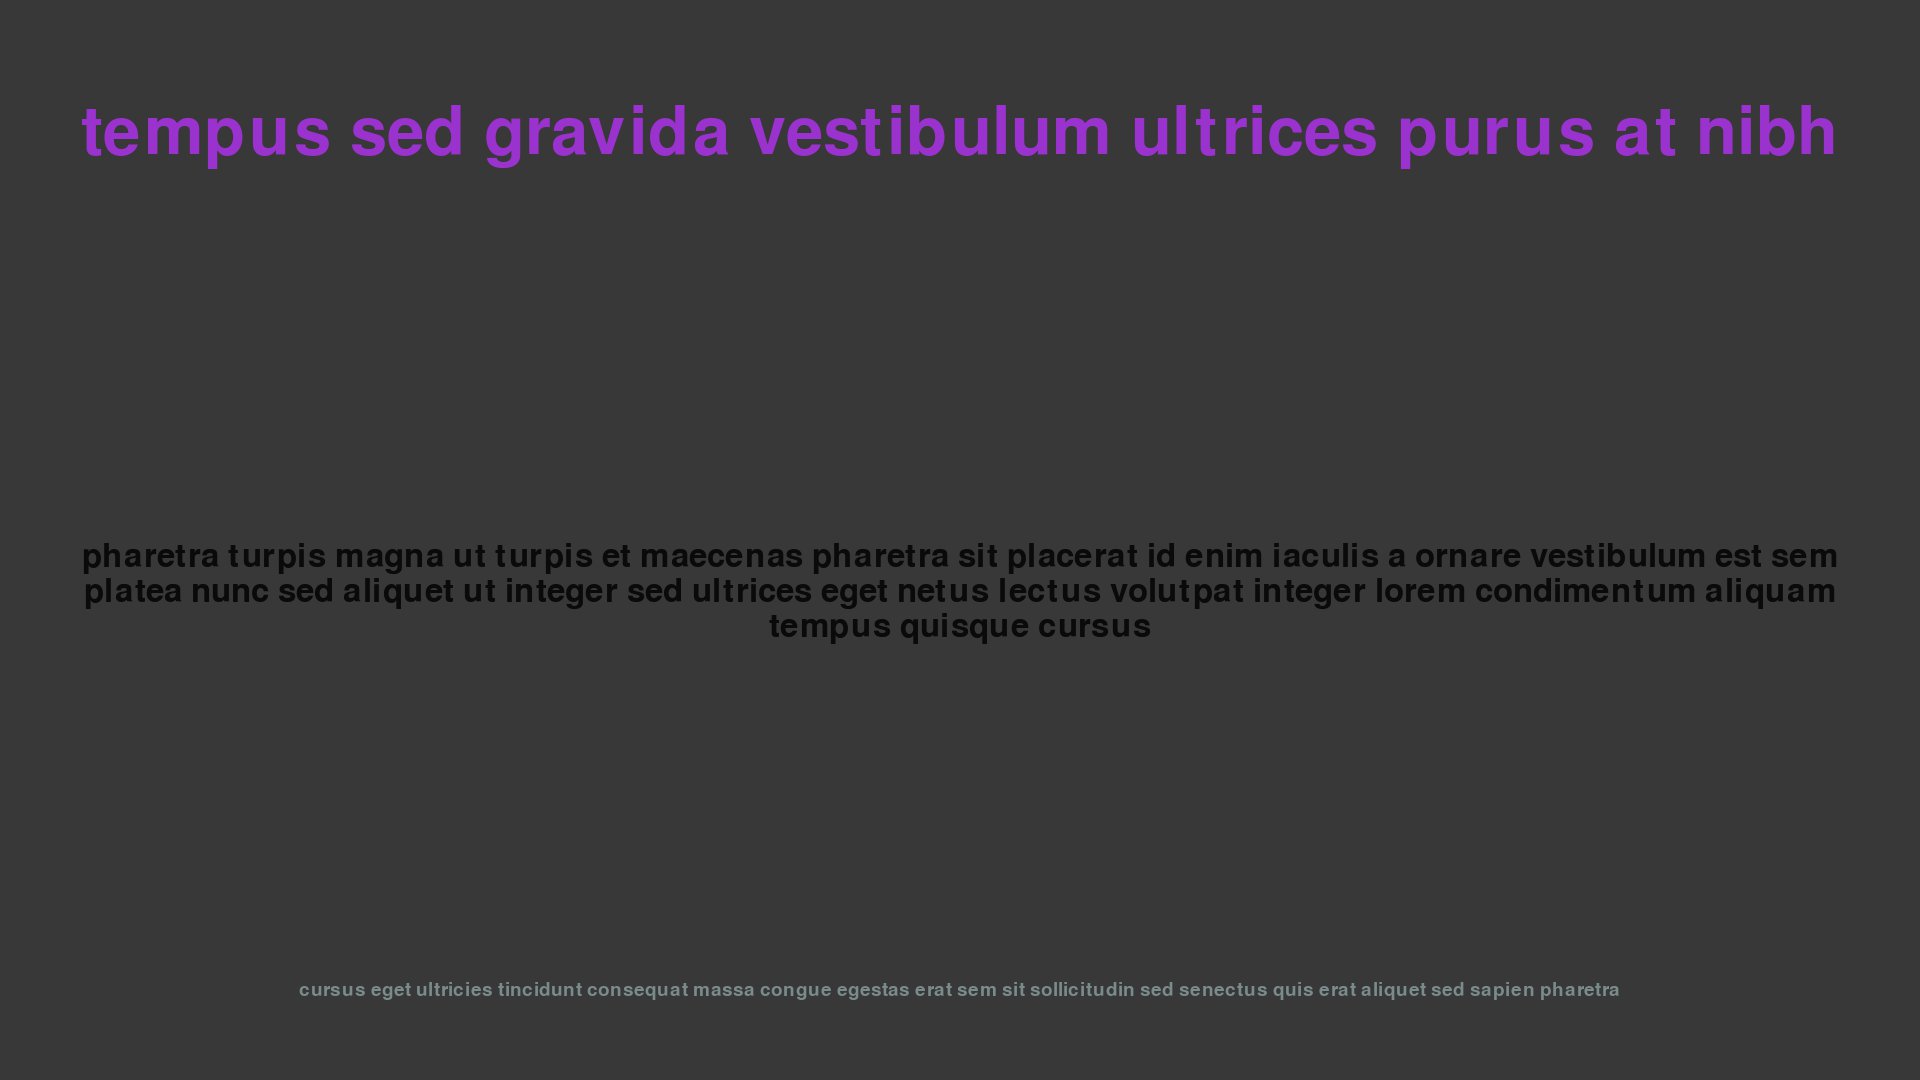 tempus sed gravida vestibulum ultrices purus at nibh
pharetra turpis magna ut turpis et maecenas pharetra sit placerat id enim iaculis a ornare vestibulum est sem
platea nunc sed aliquet ut integer sed ultrices eget netus lectus volutpat integer lorem condimentum aliquam
tempus quisque cursus
cursus eget ultricies tincidunt consequat massa congue egestas erat sem sit sollicitudin sed senectus quis erat aliquet sed sapien pharetra